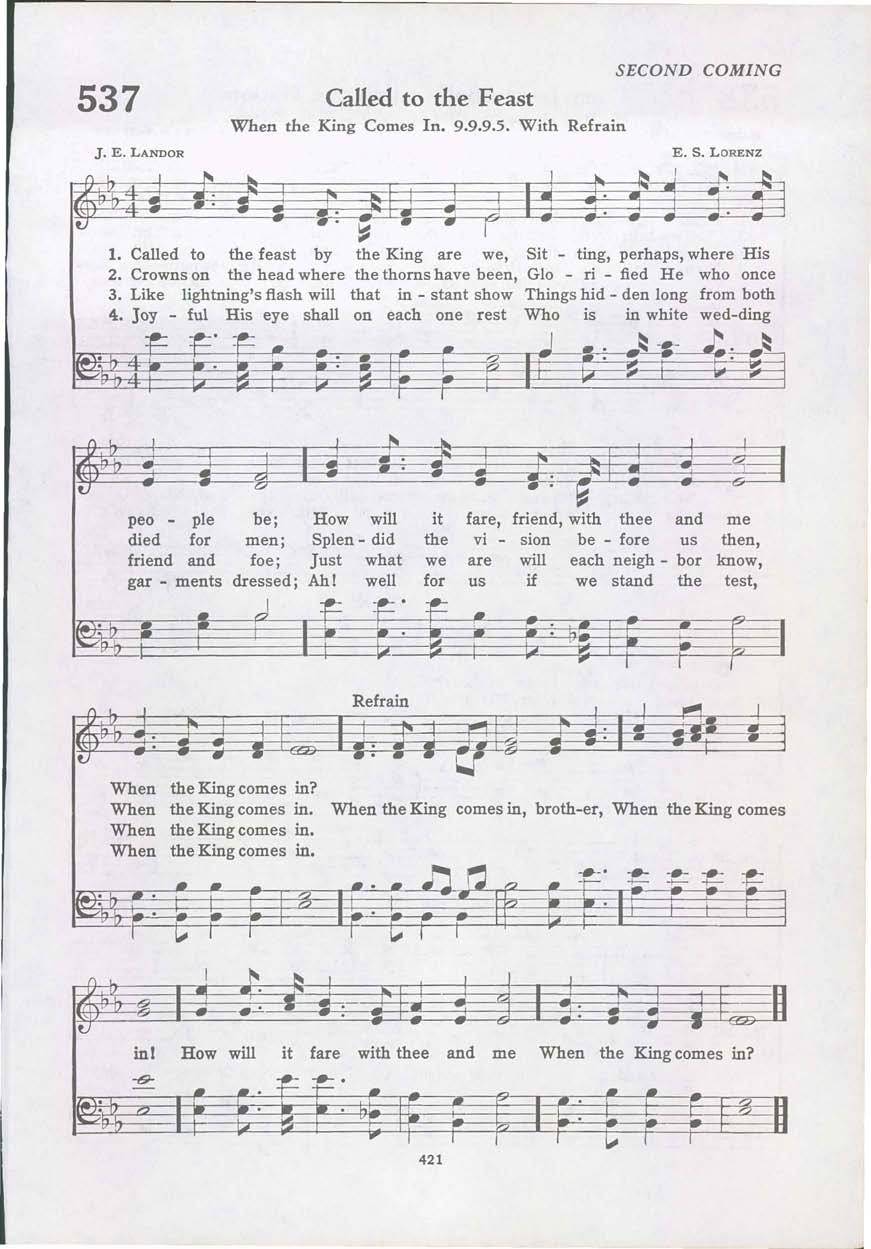 SECOND COMING
537
Called to the Feast
When the King Comes In. 9.9.9.5. With Refrain
J. E. LANDOR
E. S. LORENZ
1. Called to the feast by the King are we, Sit - ting, perhaps, where His
2. Crowns on the head where the thorns have been, Glo - ri - fied He who once
3. Like lightning's flash will that in - stant show Things hid - den long from both
4. Joy - ful His eye shall on each one rest Who is in white wed-ding
peo - ple be; How will it fare, friend, with thee and me
died for men; Splen - did the vi - sion be - fore us then,
friend and foe; Just what we are will each neigh - bor know,
gar - ments dressed; Ah! well for us if we stand the test,
Refrain
When the King comes in?
When the King comes in. When the King comes in, broth-er, When the King comes
When the King comes in.
When the King comes in.
in! How will it fare with thee and me When the King comes in?
421